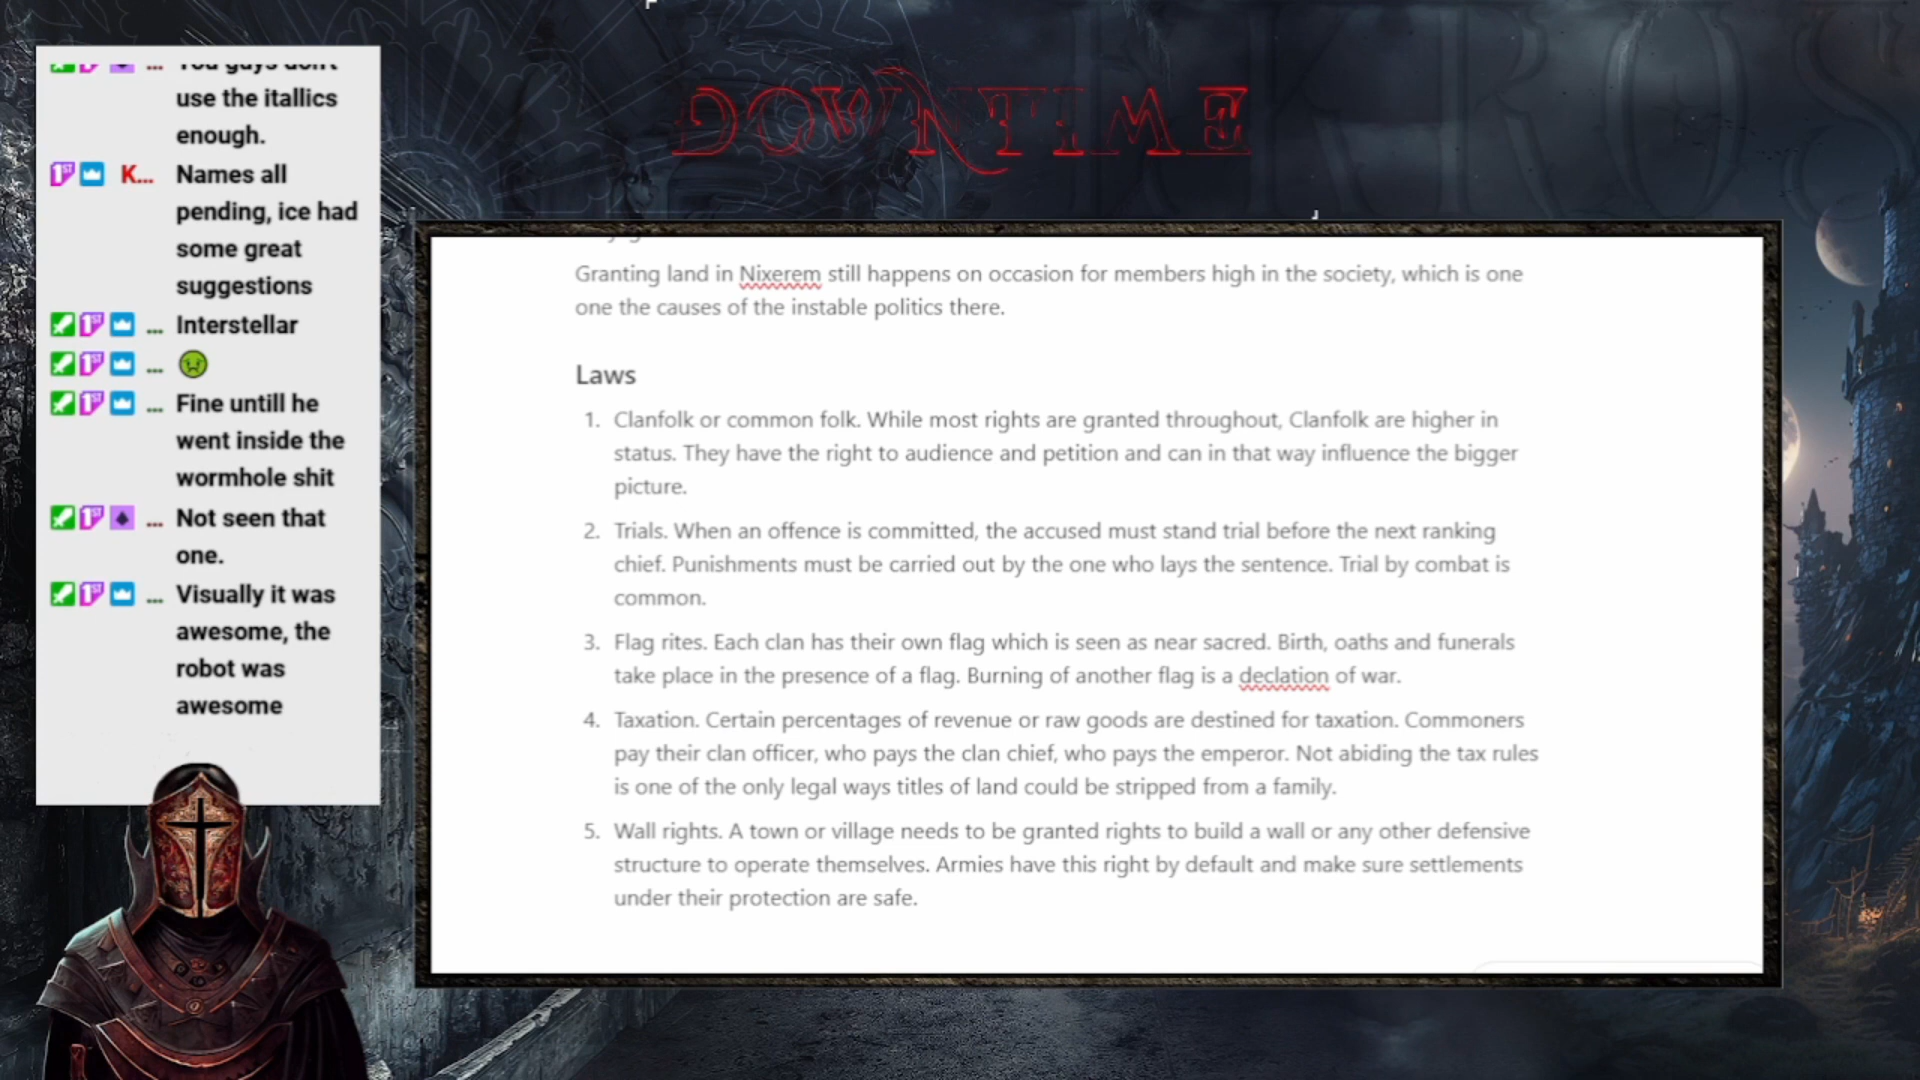 You guys don't
use the itallics
enough.
K... Names all
pending, ice had
some great
suggestions
... Interstellar
...
... Fine untill he
went inside the
wormhole shit
... Not seen that
one.
... Visually it was
awesome, the
robot was
awesome
DOWNTIME
Granting land in Nixerem still happens on occasion for members high in the society, which is one
one the causes of the instable politics there.
Laws
1. Clanfolk or common folk. While most rights are granted throughout, Clanfolk are higher in
status. They have the right to audience and petition and can in that way influence the bigger
picture.
2. Trials. When an offence is committed, the accused must stand trial before the next ranking
chief. Punishments must be carried out by the one who lays the sentence. Trial by combat is
common.
3. Flag rites. Each clan has their own flag which is seen as near sacred. Birth, oaths and funerals
take place in the presence of a flag. Burning of another flag is a declation of war.
4. Taxation. Certain percentages of revenue or raw goods are destined for taxation. Commoners
pay their clan officer, who pays the clan chief, who pays the emperor. Not abiding the tax rules
is one of the only legal ways titles of land could be stripped from a family.
5. Wall rights. A town or village needs to be granted rights to build a wall or any other defensive
structure to operate themselves. Armies have this right by default and make sure settlements
under their protection are safe.